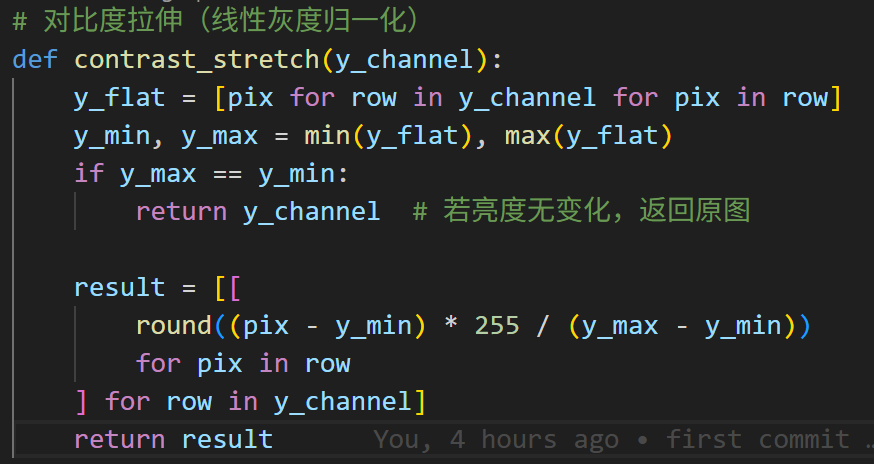 # 对比度拉伸（线性灰度归一化）
def contrast_stretch(y_channel):
    y_flat = [pix for row in y_channel for pix in row]
    y_min, y_max = min(y_flat), max(y_flat)
    if y_max == y_min:
        return y_channel  # 若亮度无变化，返回原图
    result = [[
        round((pix - y_min) * 255 / (y_max - y_min))
        for pix in row
    ] for row in y_channel]
    return result      You, 4 hours ago • first commit …